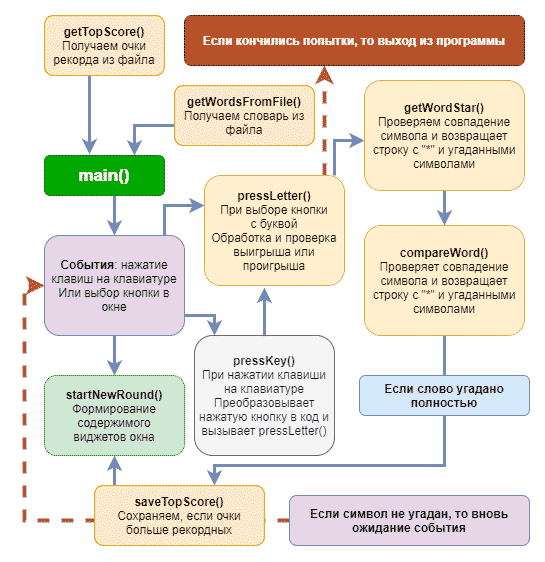 getTopScore()
Получаем очки
рекорда из файла
Если кончились попытки, то выход из программы
getWordsFromFile()
Получаем словарь из
файла
getWordStar()
Проверяем совпадение
символа и возвращает
строку с "*" и угаданными
символами
main()
pressLetter()
При выборе кнопки
с буквой
Обработка и проверка
выигрыша или
проигрыша
События: нажатие
клавиш на клавиатуре
Или выбор кнопки в
окне
compareWord()
Проверяет совпадение
символа и возвращает
строку с "*" и угаданными
символами
pressKey()
При нажатии клавиши
на клавиатуре
Преобразовывает
нажатую кнопку в код и
вызывает pressLetter()
startNewRound()
Формирование
содержимого
виджетов окна
Если слово угадано
полностью
saveTopScore()
Сохраняем, если очки
больше рекордных
Если символ не угадан, то вновь
ожидание события